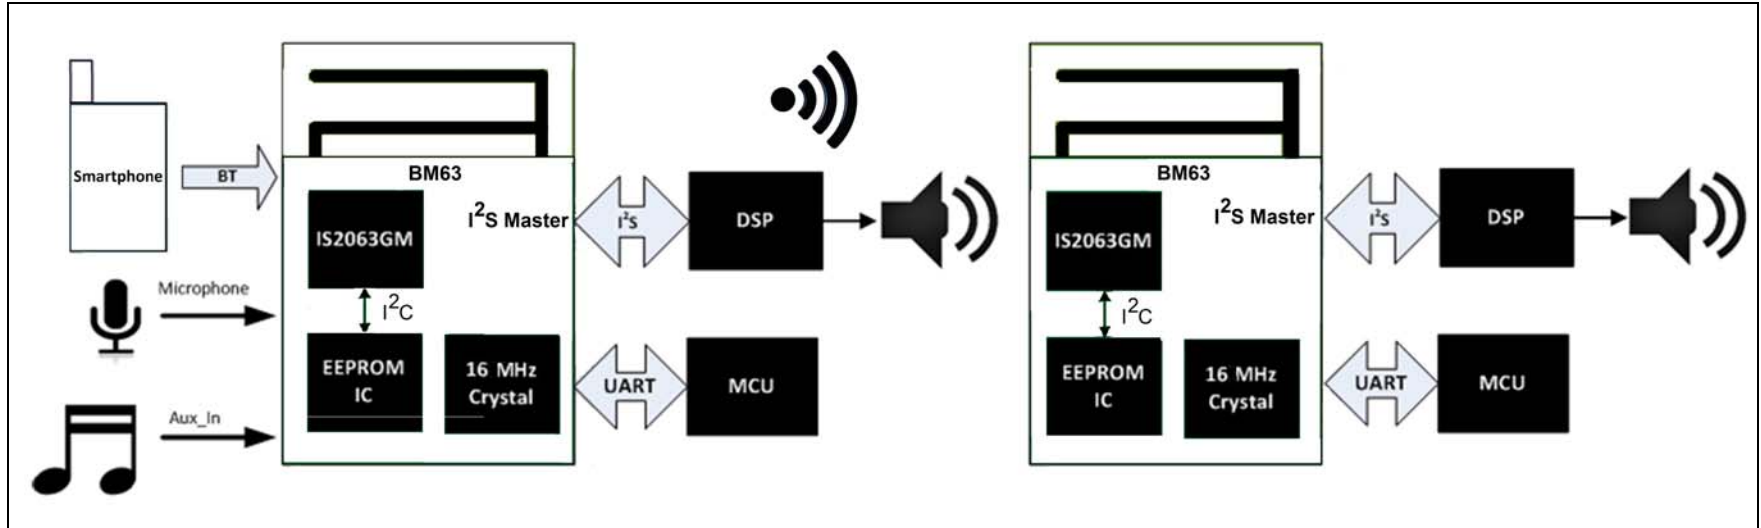 Smartphone
BT
Microphone
Aux_In
BM63
I²S Master
IS2063GM
I²C
EEPROM
IC
16 MHz
Crystal
I²S
DSP
UART
MCU
BM63
I²S Master
IS2063GM
I²C
EEPROM
IC
16 MHz
Crystal
I²S
DSP
UART
MCU